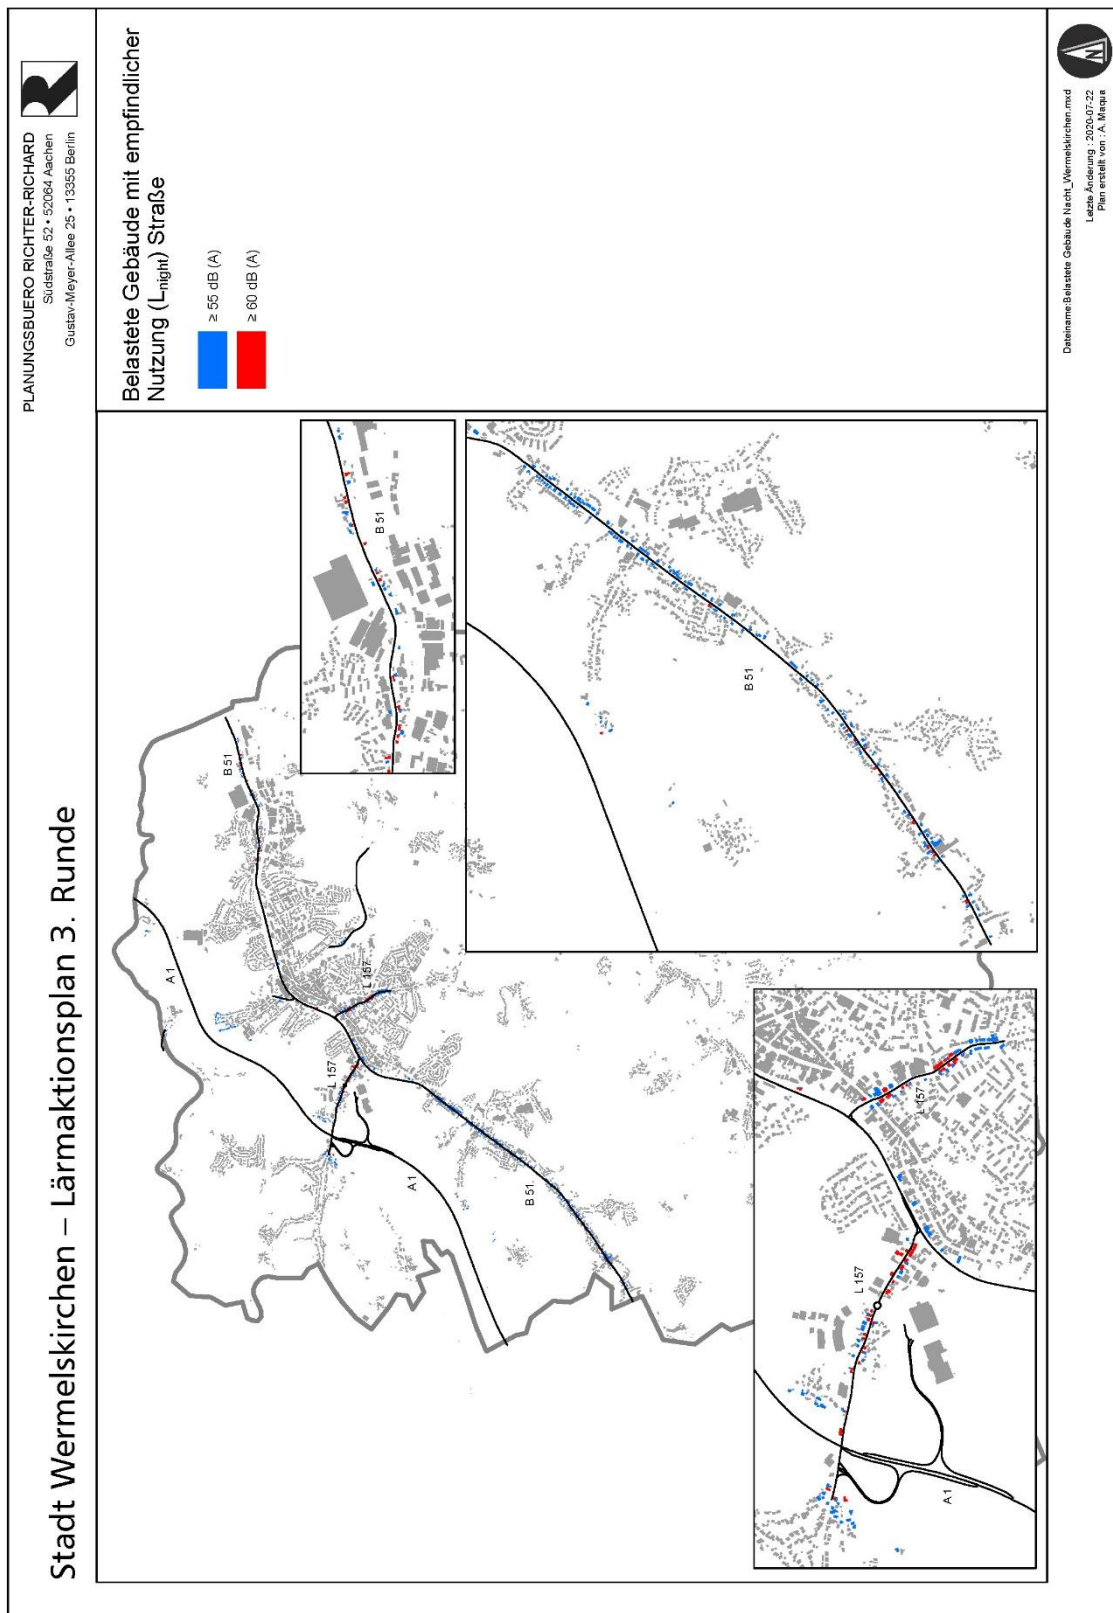 Stadt Wermelskirchen – Lärmaktionsplan 3. Runde
PLANUNGSBUERO RICHTER-RICHARD
Südstraße 52 • 52064 Aachen
Gustav-Meyer-Allee 25 • 13355 Berlin
Belastete Gebäude mit empfindlicher
Nutzung (Lnight) Straße
≥ 55 dB (A)
≥ 60 dB (A)
A 1
B 51
L 157
L 157
A 1
B 51
B 51
B 51
L 157
L 157
A 1
N
Dateiname:Belastete Gebäude Nacht_Wermelskirchen.mxd
Letzte Änderung : 2020-07-22
Plan erstellt von : A. Maqua